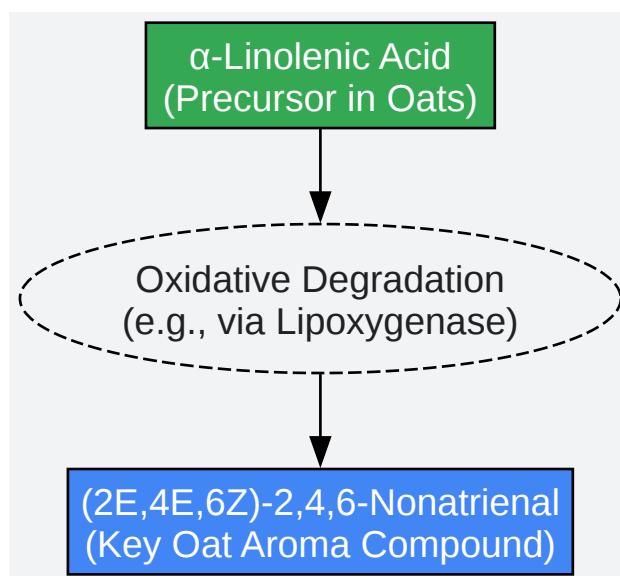 α-Linolenic Acid
(Precursor in Oats)
Oxidative Degradation
(e.g., via Lipoxygenase)
(2E,4E,6Z)-2,4,6-Nonatrienal
(Key Oat Aroma Compound)